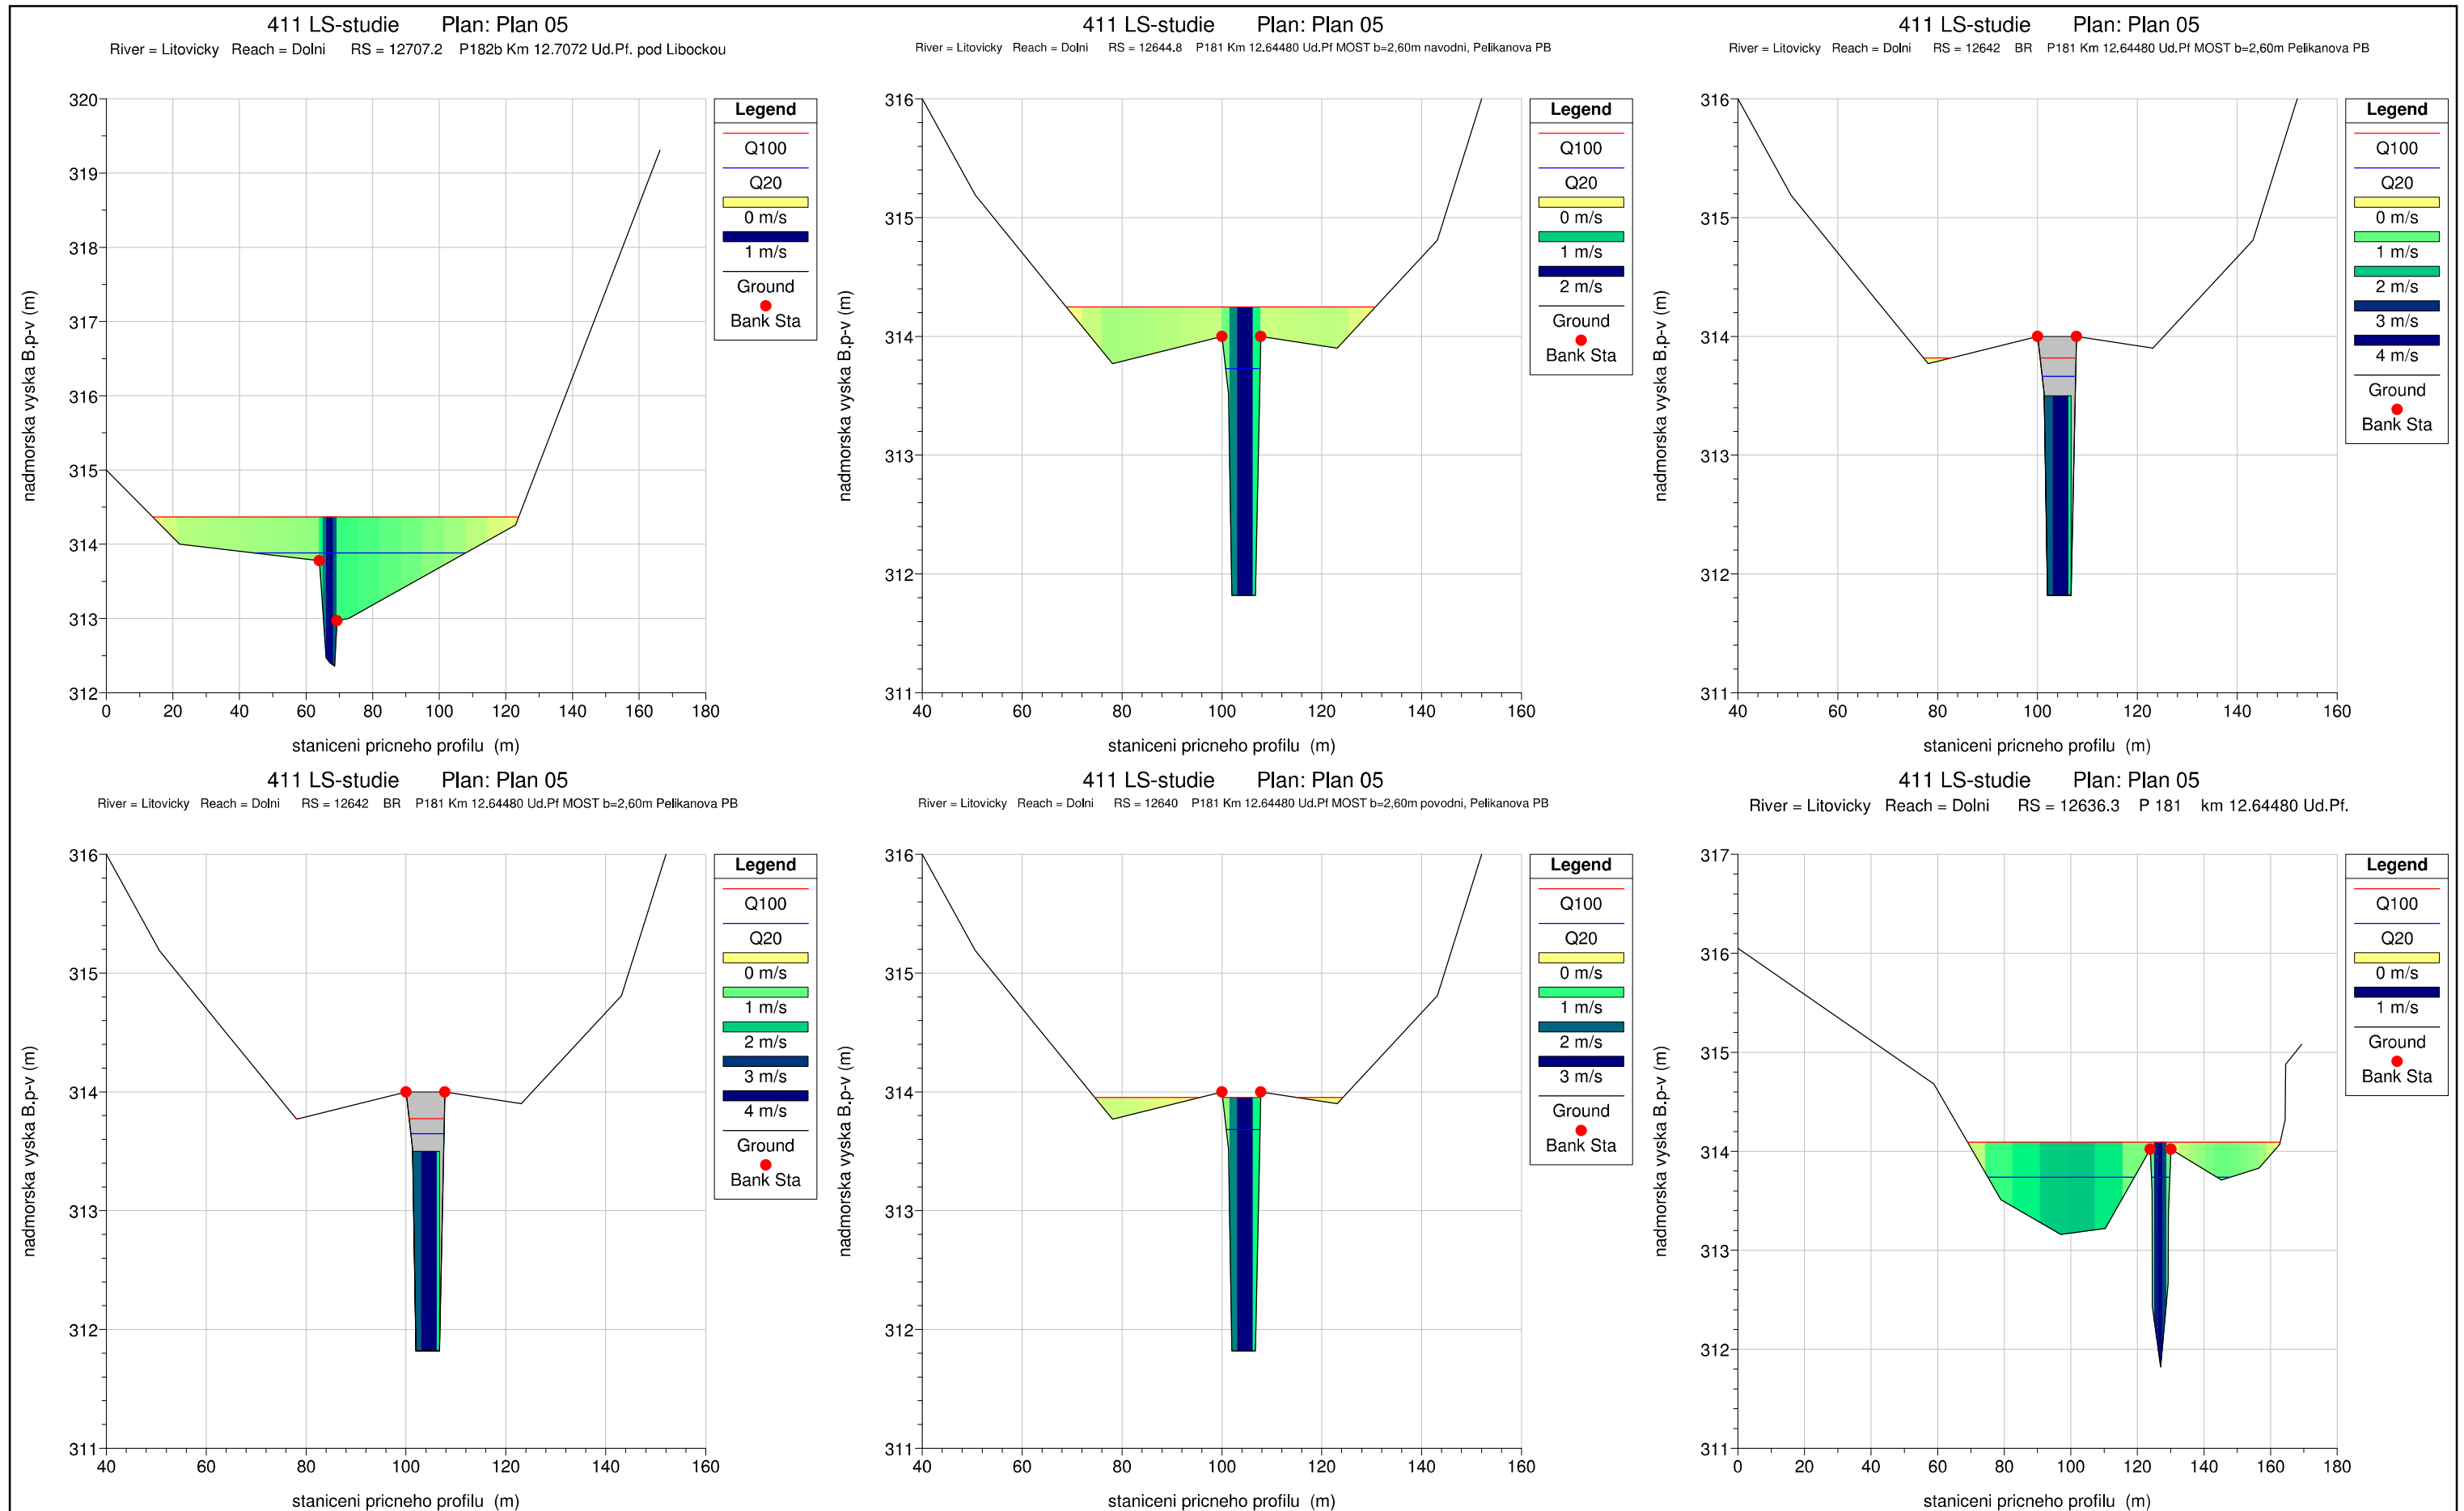 411 LS-studie Plan: Plan 05
River = Litovicky Reach = Dolni RS = 12707.2 P182b Km 12.7072 Ud.Pf. pod Libockou
nadmorska vyska B.p-v (m)
320
319
318
317
316
315
314
313
312
0 20 40 60 80 100 120 140 160 180
staniceni pricneho profilu (m)
Legend
Q100
Q20
0 m/s
1 m/s
Ground
Bank Sta
411 LS-studie Plan: Plan 05
River = Litovicky Reach = Dolni RS = 12644.8 P181 Km 12.64480 Ud.Pf MOST b=2,60m navodni, Pelikanova PB
nadmorska vyska B.p-v (m)
316
315
314
313
312
311
40 60 80 100 120 140 160
staniceni pricneho profilu (m)
Legend
Q100
Q20
0 m/s
1 m/s
2 m/s
Ground
Bank Sta
411 LS-studie Plan: Plan 05
River = Litovicky Reach = Dolni RS = 12642 BR P181 Km 12.64480 Ud.Pf MOST b=2,60m Pelikanova PB
nadmorska vyska B.p-v (m)
316
315
314
313
312
311
40 60 80 100 120 140 160
staniceni pricneho profilu (m)
Legend
Q100
Q20
0 m/s
1 m/s
2 m/s
3 m/s
4 m/s
Ground
Bank Sta
411 LS-studie Plan: Plan 05
River = Litovicky Reach = Dolni RS = 12642 BR P181 Km 12.64480 Ud.Pf MOST b=2,60m Pelikanova PB
nadmorska vyska B.p-v (m)
316
315
314
313
312
311
40 60 80 100 120 140 160
staniceni pricneho profilu (m)
Legend
Q100
Q20
0 m/s
1 m/s
2 m/s
3 m/s
4 m/s
Ground
Bank Sta
411 LS-studie Plan: Plan 05
River = Litovicky Reach = Dolni RS = 12640 P181 Km 12.64480 Ud.Pf MOST b=2,60m povodni, Pelikanova PB
nadmorska vyska B.p-v (m)
316
315
314
313
312
311
40 60 80 100 120 140 160
staniceni pricneho profilu (m)
Legend
Q100
Q20
0 m/s
1 m/s
2 m/s
3 m/s
Ground
Bank Sta
411 LS-studie Plan: Plan 05
River = Litovicky Reach = Dolni RS = 12636.3 P 181 km 12.64480 Ud.Pf.
nadmorska vyska B.p-v (m)
317
316
315
314
313
312
311
0 20 40 60 80 100 120 140 160 180
staniceni pricneho profilu (m)
Legend
Q100
Q20
0 m/s
1 m/s
Ground
Bank Sta